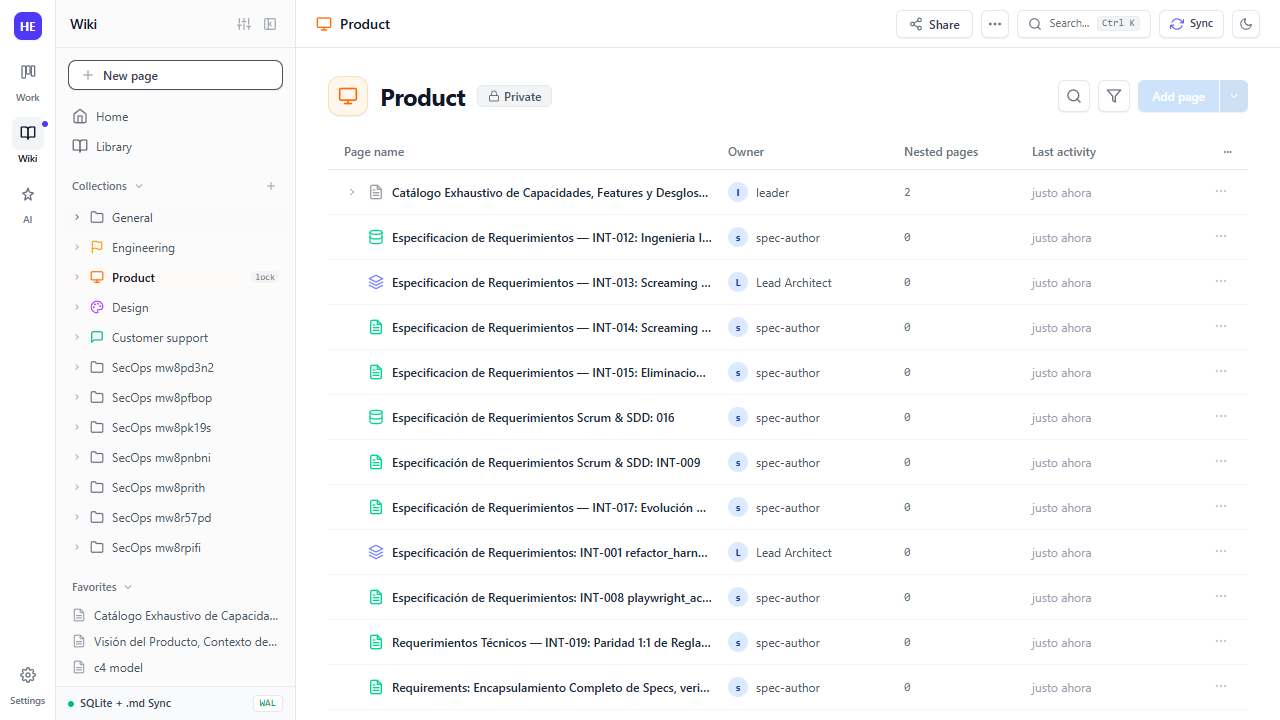 HE
Work
Wiki
AI
Settings
Wiki
New page
Home
Library
Collections
General
Engineering
Product lock
Design
Customer support
SecOps mw8pd3n2
SecOps mw8pfbop
SecOps mw8pk19s
SecOps mw8pnbni
SecOps mw8prith
SecOps mw8r57pd
SecOps mw8rpifi
Favorites
Catálogo Exhaustivo de Capacida...
Visión del Producto, Contexto de...
c4 model
SQLite + .md Sync WAL
Product
Share
Search... Ctrl K
Sync
Product
Private
Add page
Page name Owner Nested pages Last activity
Catálogo Exhaustivo de Capacidades, Features y Desglos... l leader 2 justo ahora
Especificacion de Requerimientos — INT-012: Ingenieria I... s spec-author 0 justo ahora
Especificacion de Requerimientos — INT-013: Screaming ... L Lead Architect 0 justo ahora
Especificacion de Requerimientos — INT-014: Screaming ... s spec-author 0 justo ahora
Especificacion de Requerimientos — INT-015: Eliminacio... s spec-author 0 justo ahora
Especificación de Requerimientos Scrum & SDD: 016 s spec-author 0 justo ahora
Especificación de Requerimientos Scrum & SDD: INT-009 s spec-author 0 justo ahora
Especificación de Requerimientos — INT-017: Evolución ... s spec-author 0 justo ahora
Especificación de Requerimientos: INT-001 refactor_harn... L Lead Architect 0 justo ahora
Especificación de Requerimientos: INT-008 playwright_ac... s spec-author 0 justo ahora
Requerimientos Técnicos — INT-019: Paridad 1:1 de Regla... s spec-author 0 justo ahora
Requirements: Encapsulamiento Completo de Specs, veri... s spec-author 0 justo ahora